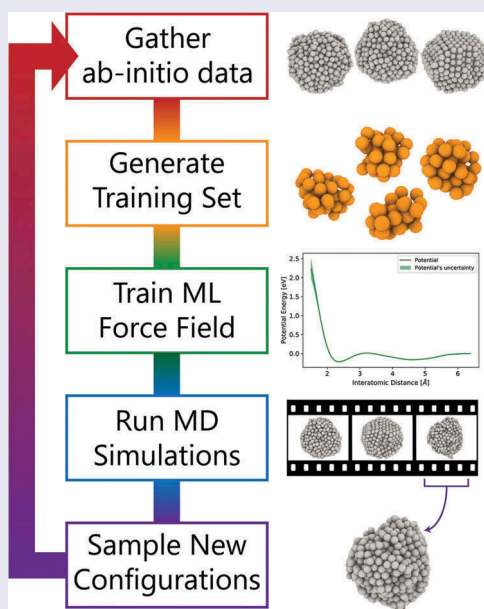 Gather
ab-initio data
Generate
Training Set
Train ML
Force Field
Run MD
Simulations
Sample New
Configurations
Potential Energy [eV]
2.5
2.0
1.5
1.0
0.5
0.0
Potential
Potential's uncertainty
2
3
4
5
6
Interatomic Distance [Å]